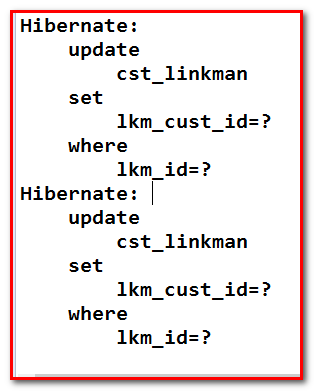 Hibernate:
    update
        cst_linkman
    set
        lkm_cust_id=?
    where
        lkm_id=?
Hibernate:
    update
        cst_linkman
    set
        lkm_cust_id=?
    where
        lkm_id=?